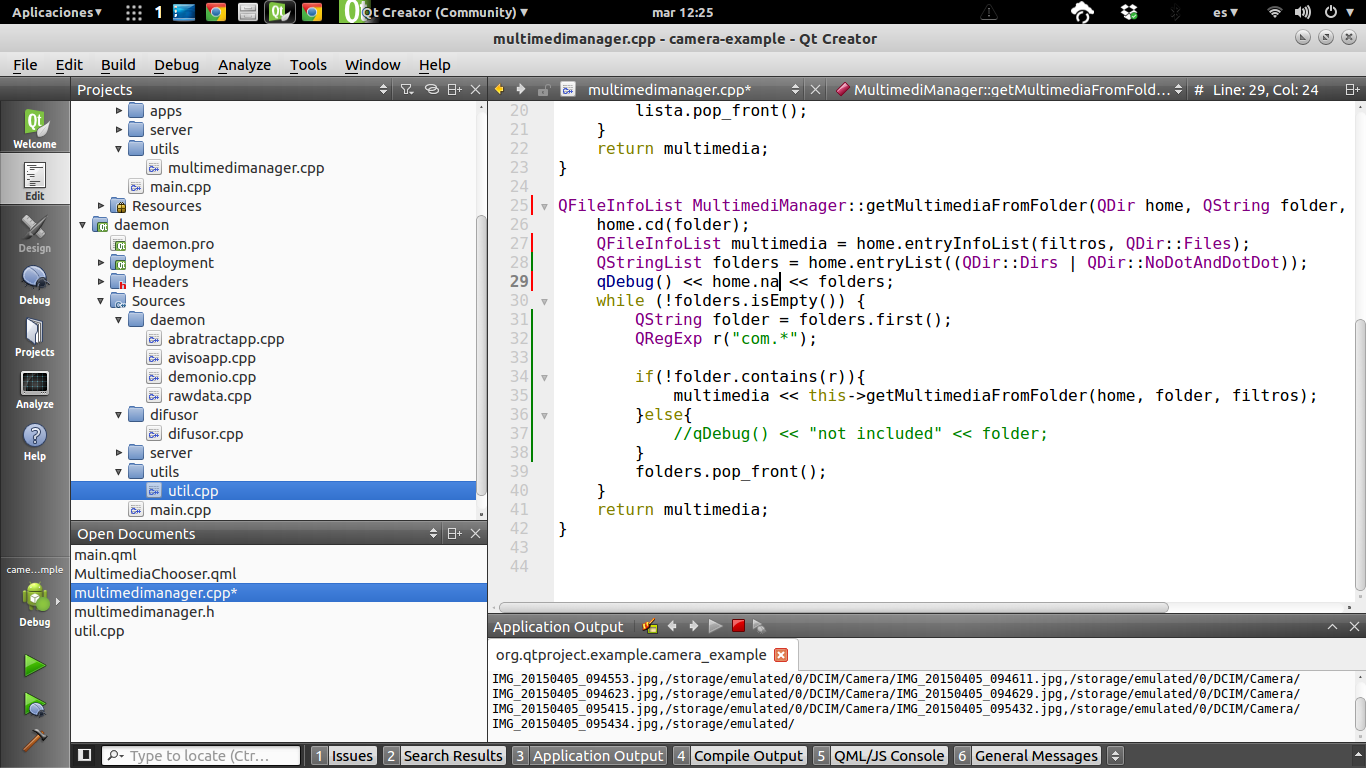 Aplicaciones▾ 1 Qt Creator (Community) ▾ mar 12:25 es▾
multimedimanager.cpp - camera-example - Qt Creator
File Edit Build Debug Analyze Tools Window Help
Projects
multimedimanager.cpp* MultimediManager::getMultimediaFromFold... # Line: 29, Col: 24
Welcome
Edit
Design
Debug
Projects
Analyze
Help
came...mple
Debug
apps
server
utils
multimedimanager.cpp
main.cpp
Resources
daemon
daemon.pro
deployment
Headers
Sources
daemon
abratractapp.cpp
avisoapp.cpp
demonio.cpp
rawdata.cpp
difusor
difusor.cpp
server
utils
util.cpp
main.cpp
Open Documents
main.qml
MultimediaChooser.qml
multimedimanager.cpp*
multimedimanager.h
util.cpp
20 lista.pop_front();
21 }
22 return multimedia;
23 }
24
25 QFileInfoList MultimediManager::getMultimediaFromFolder(QDir home, QString folder,
26 home.cd(folder);
27 QFileInfoList multimedia = home.entryInfoList(filtros, QDir::Files);
28 QStringList folders = home.entryList((QDir::Dirs | QDir::NoDotAndDotDot));
29 qDebug() << home.na << folders;
30 while (!folders.isEmpty()) {
31 QString folder = folders.first();
32 QRegExp r("com.*");
33
34 if(!folder.contains(r)){
35 multimedia << this->getMultimediaFromFolder(home, folder, filtros);
36 }else{
37 //qDebug() << "not included" << folder;
38 }
39 folders.pop_front();
40 }
41 return multimedia;
42 }
43
44
Application Output
org.qtproject.example.camera_example
IMG_20150405_094553.jpg,/storage/emulated/0/DCIM/Camera/IMG_20150405_094611.jpg,/storage/emulated/0/DCIM/Camera/
IMG_20150405_094623.jpg,/storage/emulated/0/DCIM/Camera/IMG_20150405_094629.jpg,/storage/emulated/0/DCIM/Camera/
IMG_20150405_095415.jpg,/storage/emulated/0/DCIM/Camera/IMG_20150405_095432.jpg,/storage/emulated/0/DCIM/Camera/
IMG_20150405_095434.jpg,/storage/emulated/
Type to locate (Ctr... 1 Issues 2 Search Results 3 Application Output 4 Compile Output 5 QML/JS Console 6 General Messages